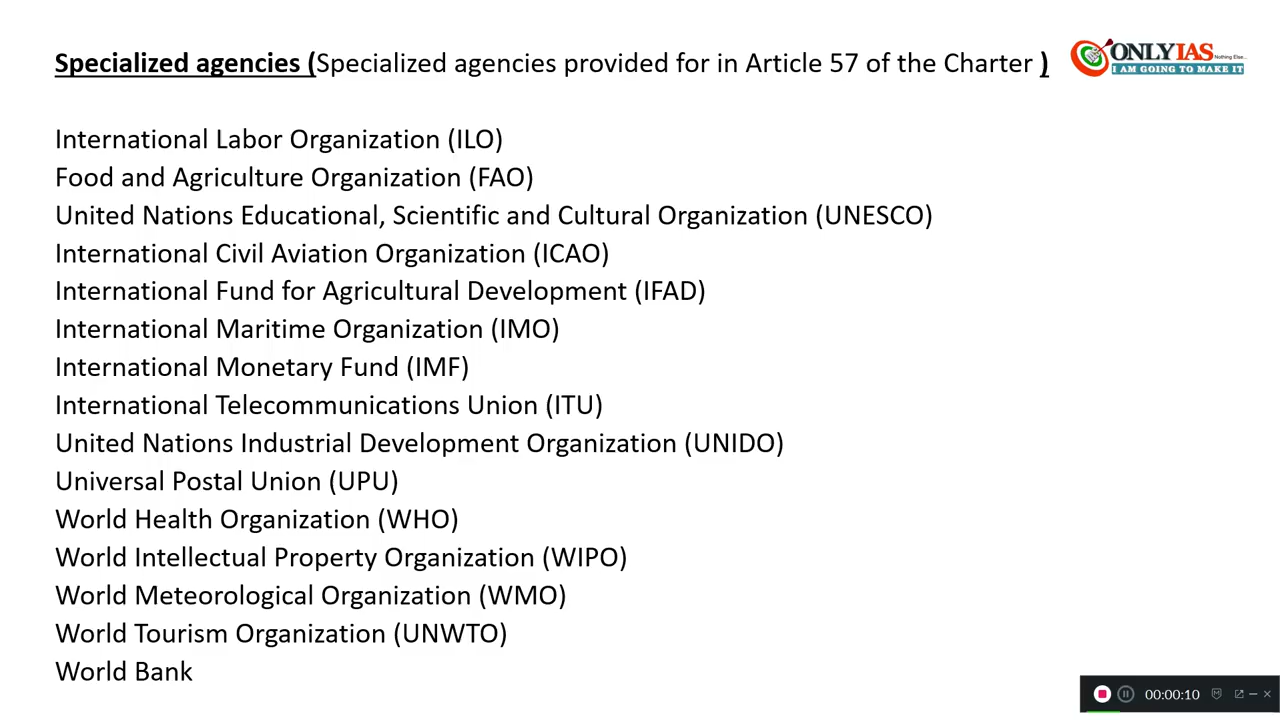 Specialized agencies (Specialized agencies provided for in Article 57 of the Charter )
ONLYIAS
Nothing Else...
I AM GOING TO MAKE IT
International Labor Organization (ILO)
Food and Agriculture Organization (FAO)
United Nations Educational, Scientific and Cultural Organization (UNESCO)
International Civil Aviation Organization (ICAO)
International Fund for Agricultural Development (IFAD)
International Maritime Organization (IMO)
International Monetary Fund (IMF)
International Telecommunications Union (ITU)
United Nations Industrial Development Organization (UNIDO)
Universal Postal Union (UPU)
World Health Organization (WHO)
World Intellectual Property Organization (WIPO)
World Meteorological Organization (WMO)
World Tourism Organization (UNWTO)
World Bank
00:00:10